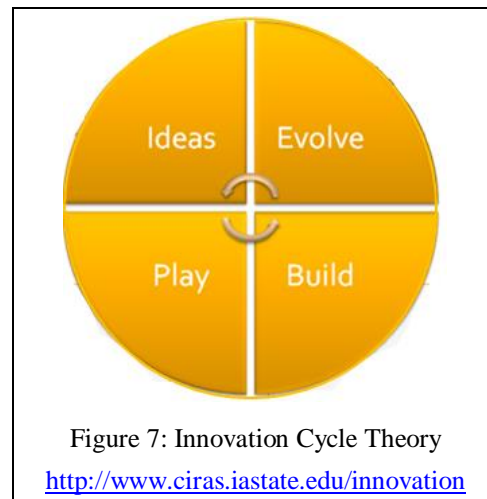 Ideas Evolve
Play Build
Figure 7: Innovation Cycle Theory
http://www.ciras.iastate.edu/innovation